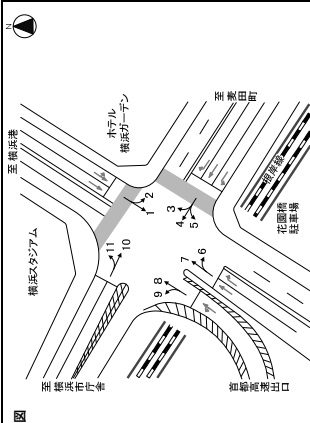 図
N
至横浜港
横浜スタジアム
ホテル
横浜ガーデン
至麦田町
根岸線
花園橋
駐車場
首都高速出口
至横浜市庁舎
1
2
3
4
5
6
7
8
9
10
11